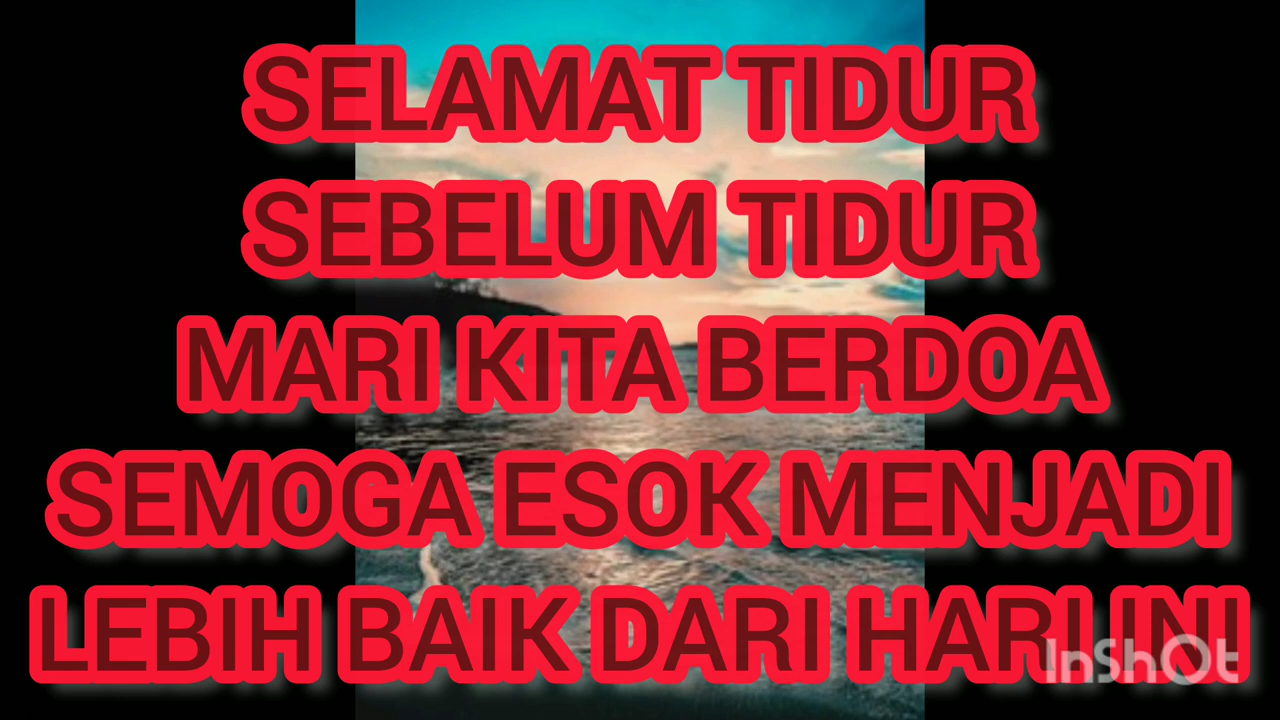 SELAMAT TIDUR
SEBELUM TIDUR
MARI KITA BERDOA
SEMOGA ESOK MENJADI
LEBIH BAIK DARI HARI INI
InShOt